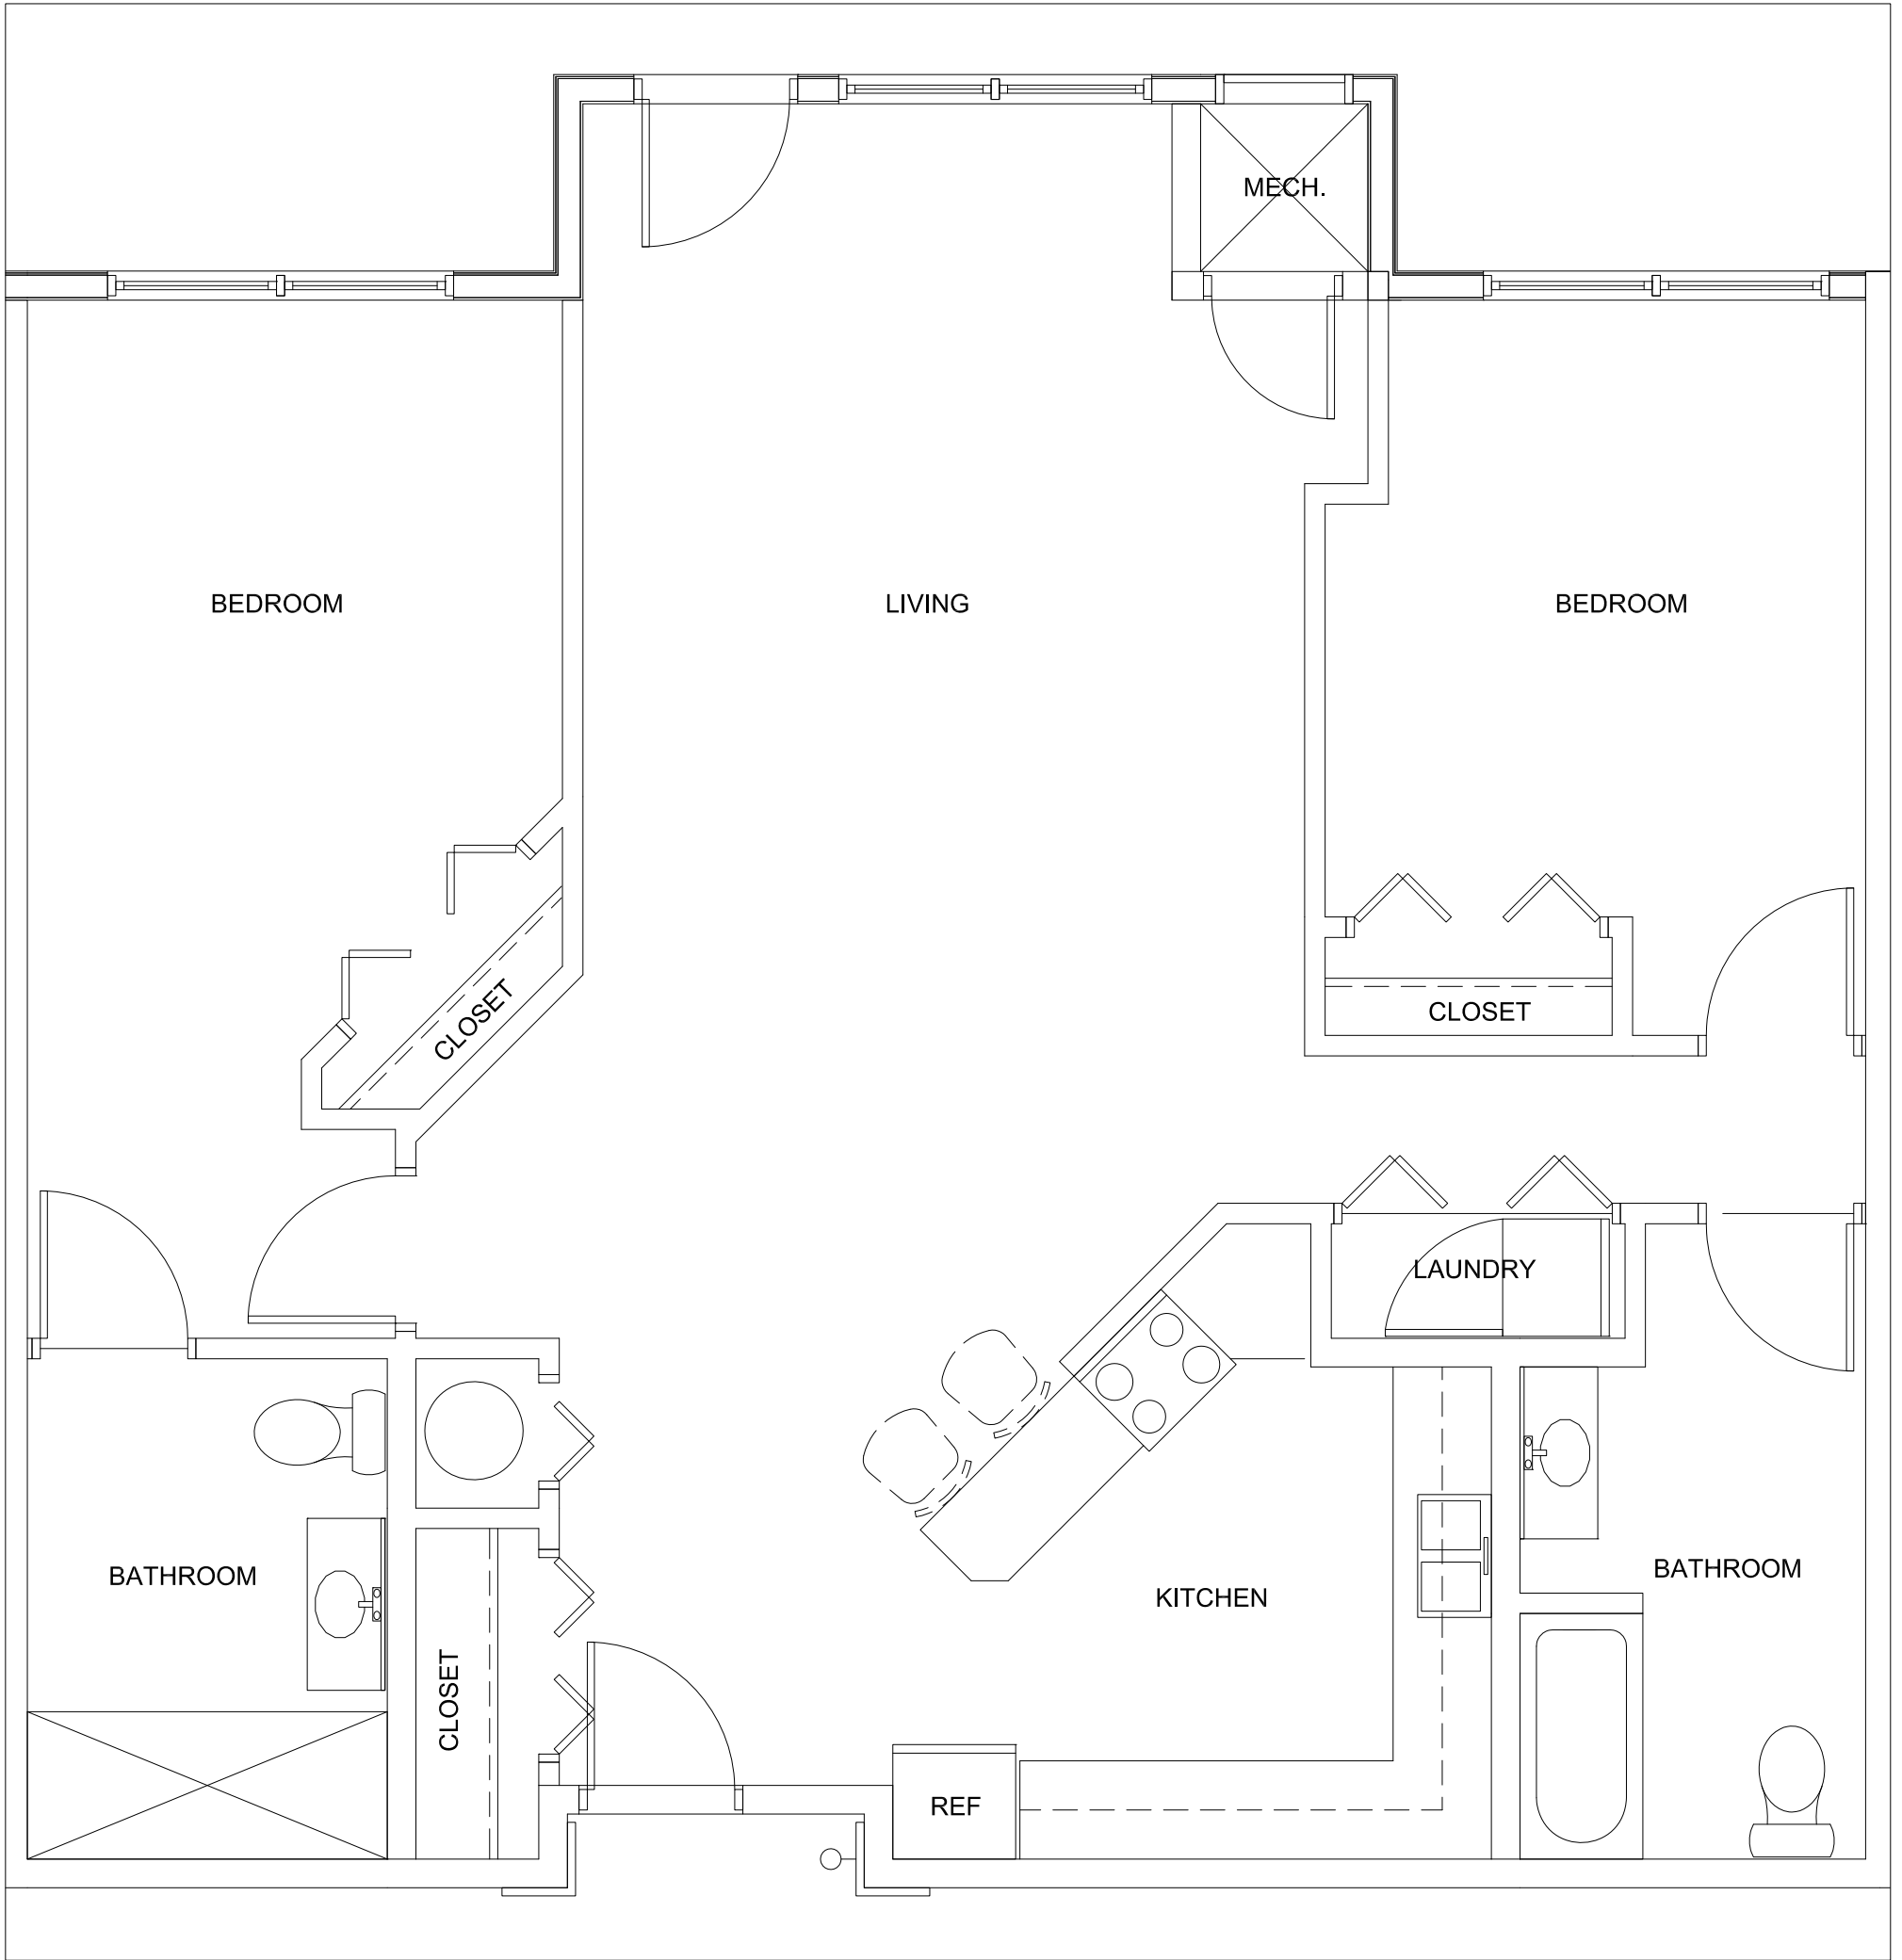 MECH.
BEDROOM
LIVING
BEDROOM
CLOSET
CLOSET
LAUNDRY
BATHROOM
KITCHEN
BATHROOM
CLOSET
REF